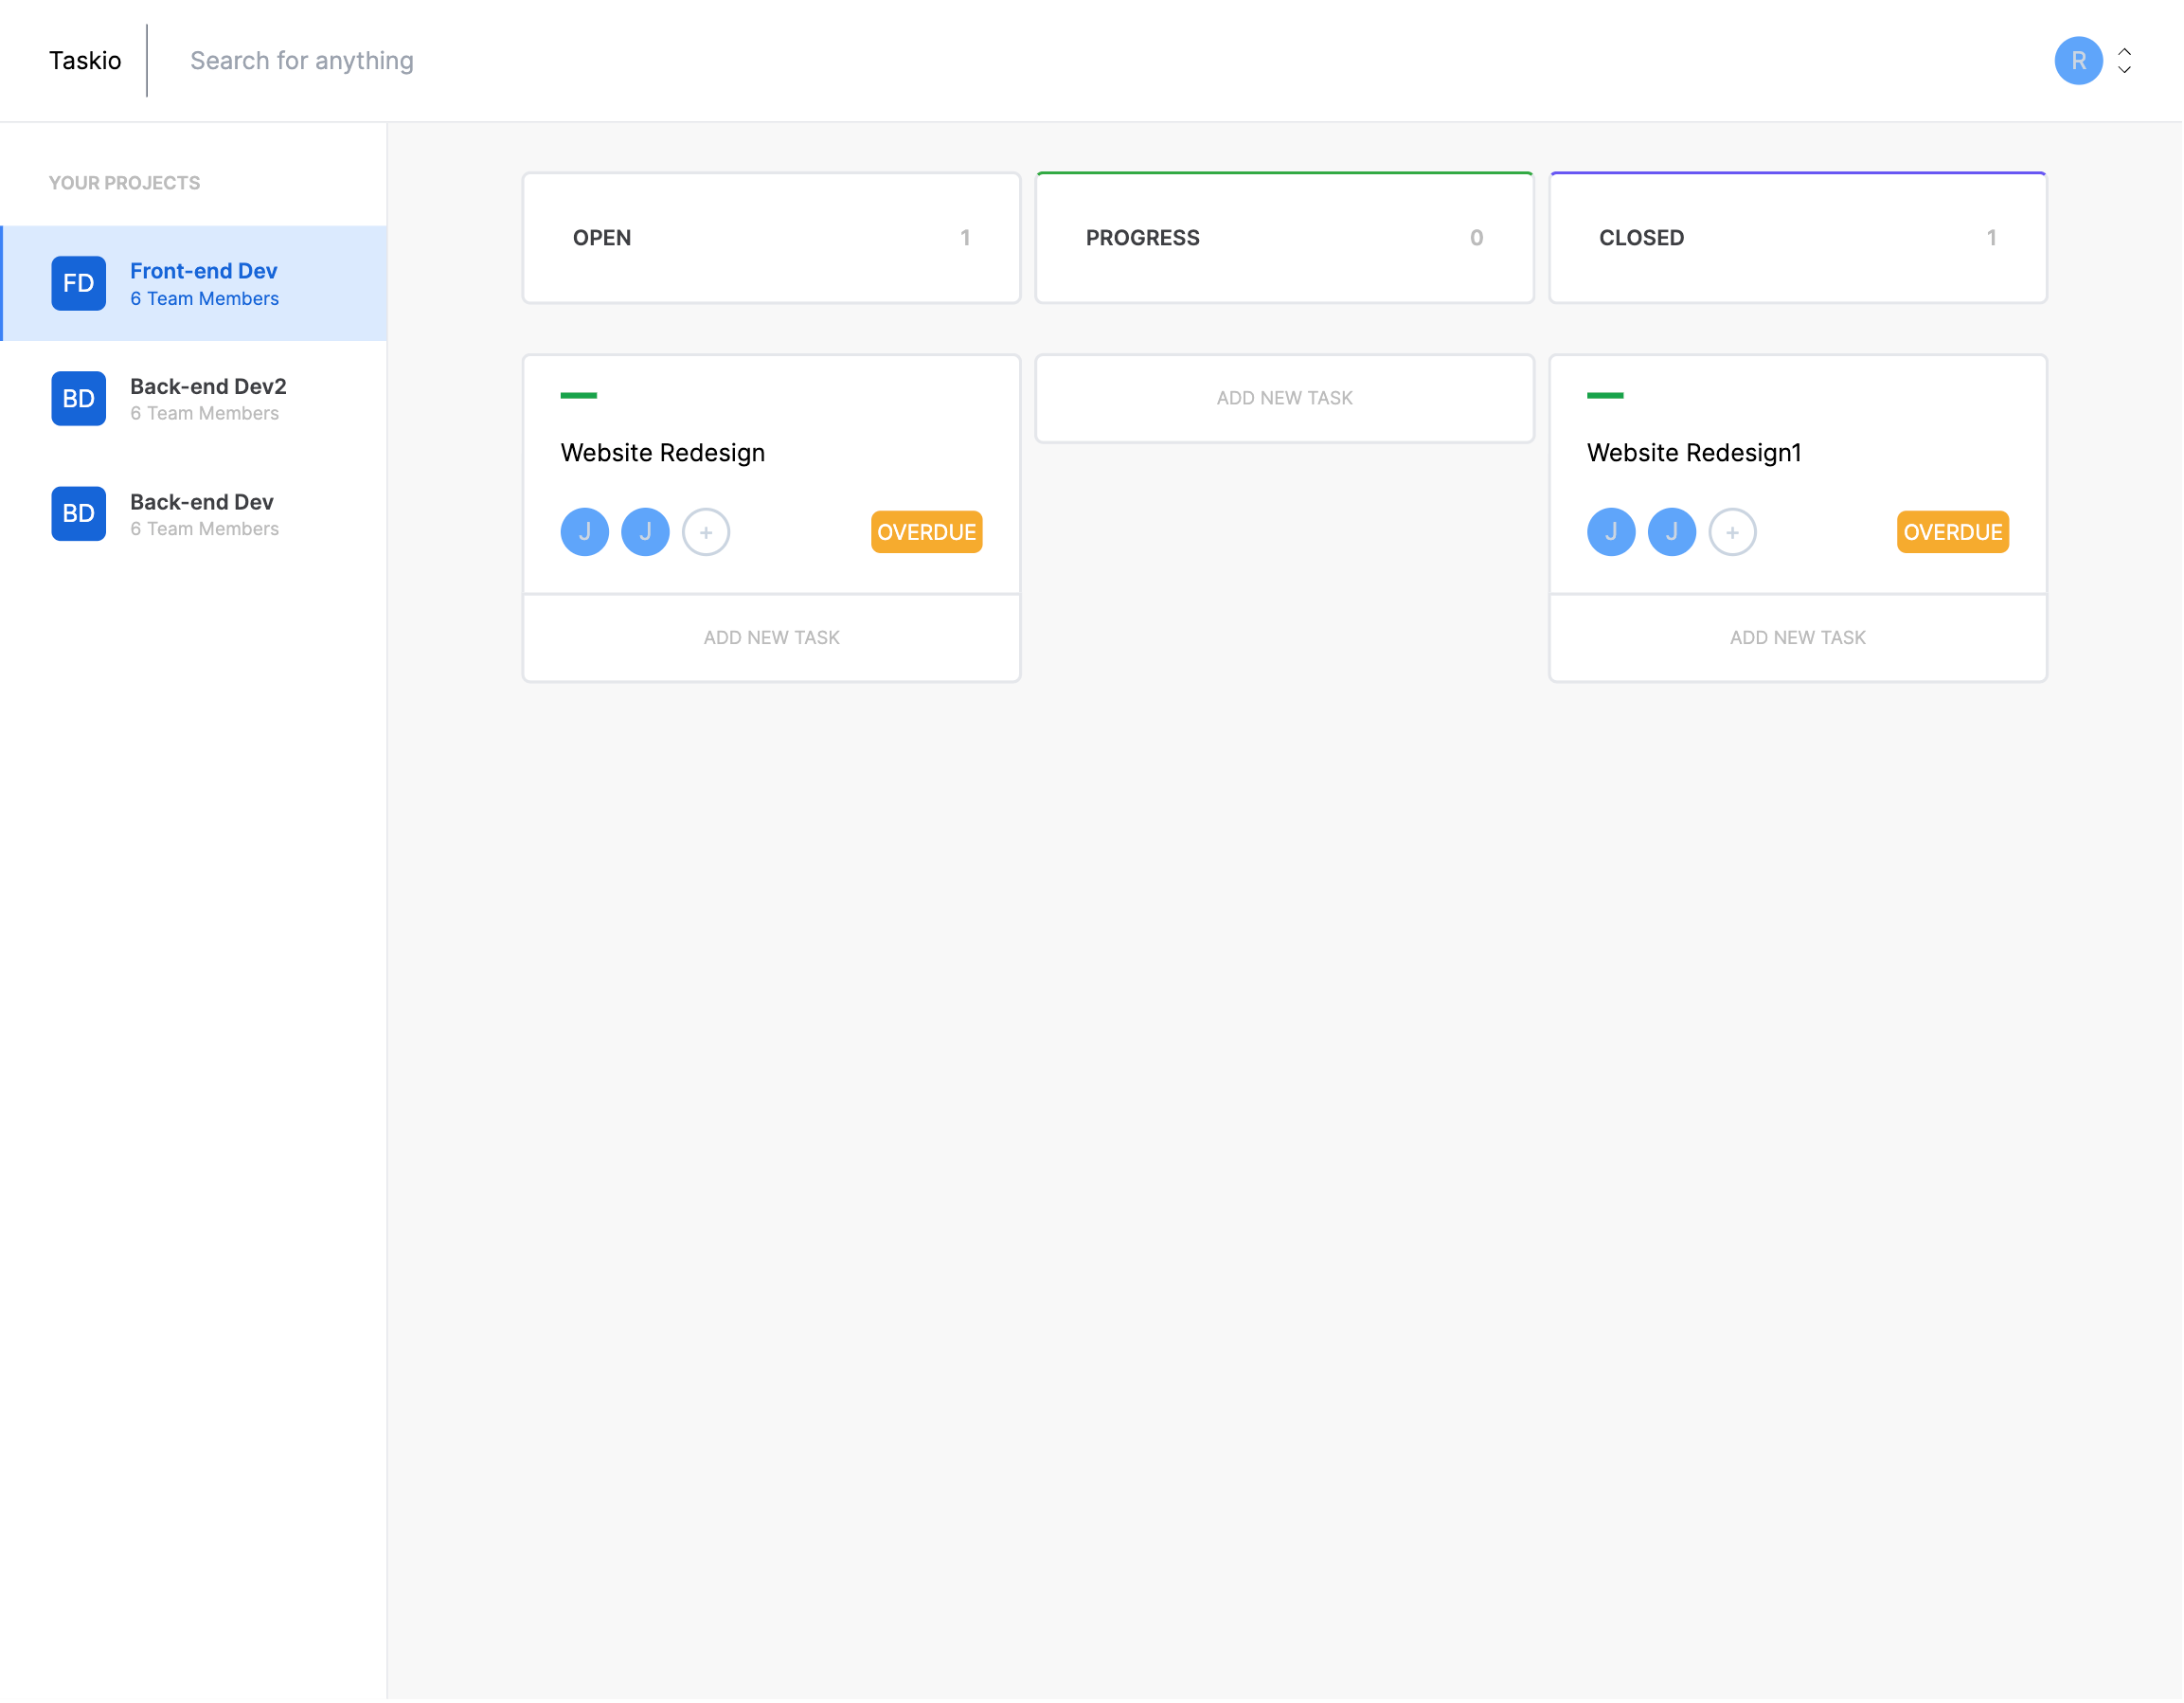 Taskio
Search for anything
R
YOUR PROJECTS
FD
Front-end Dev
6 Team Members
BD
Back-end Dev2
6 Team Members
BD
Back-end Dev
6 Team Members
OPEN 1
PROGRESS 0
CLOSED 1
Website Redesign
J J +
OVERDUE
ADD NEW TASK
ADD NEW TASK
Website Redesign1
J J +
OVERDUE
ADD NEW TASK